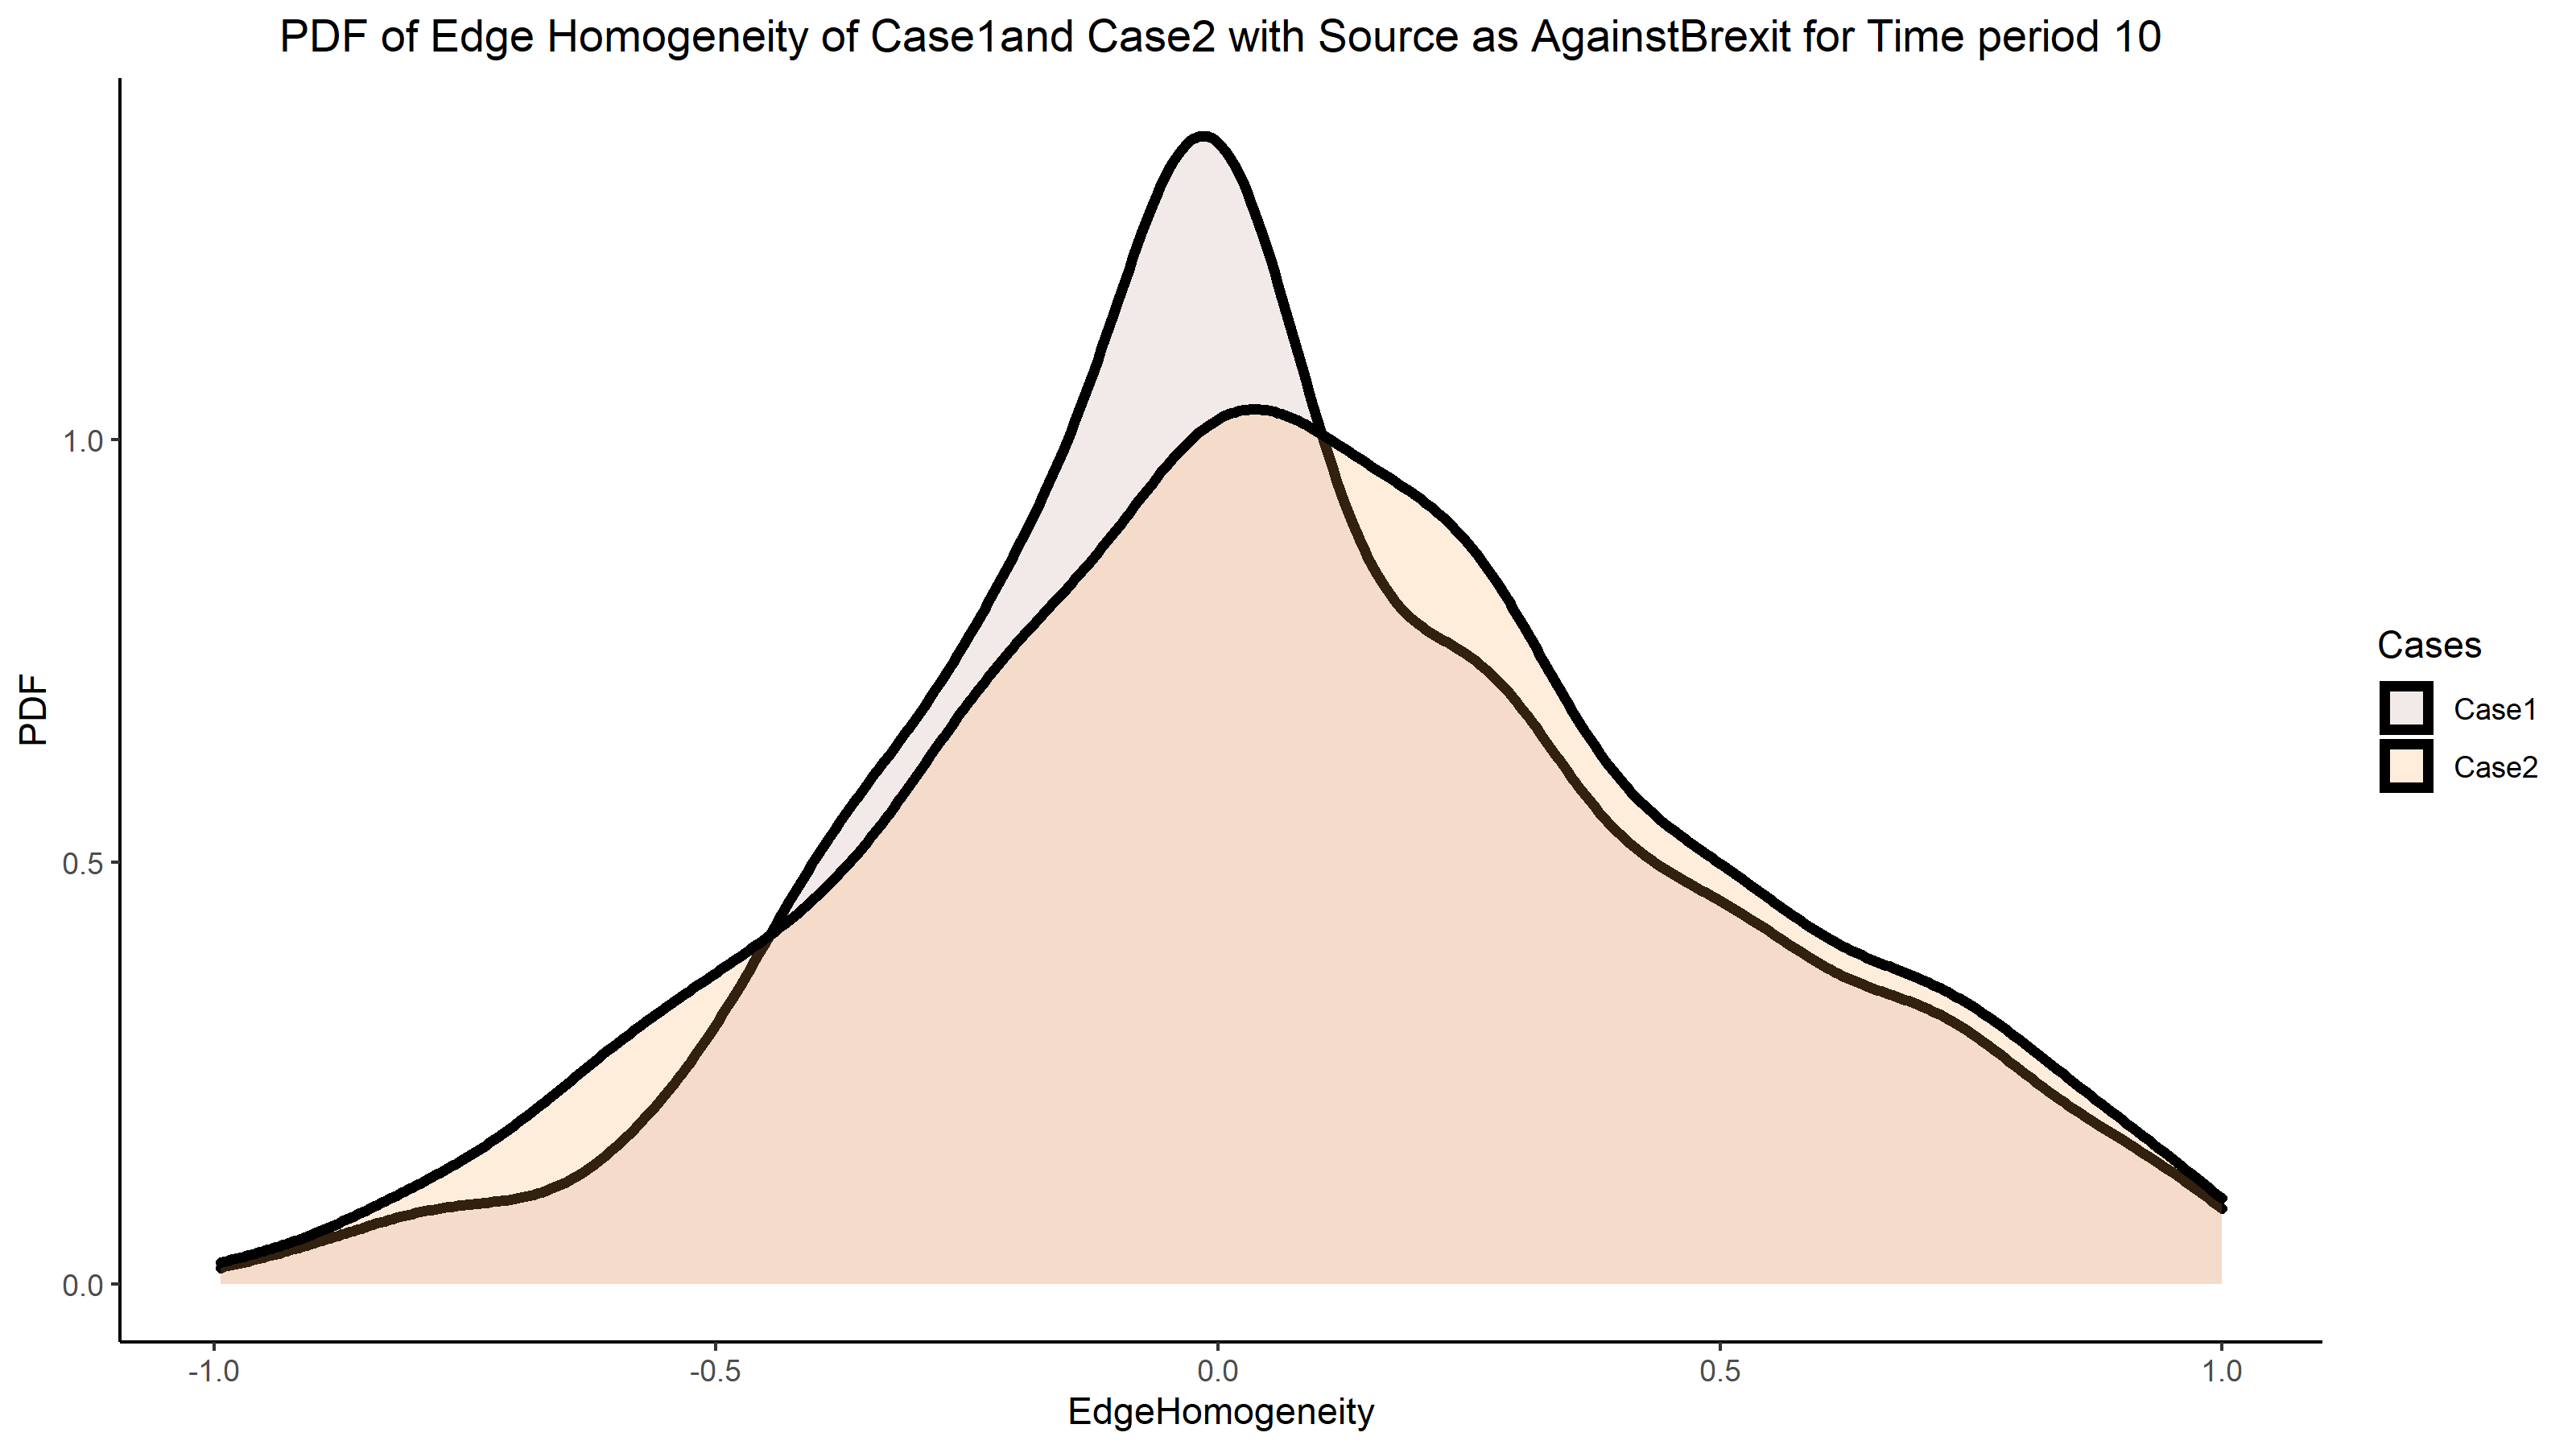 PDF of Edge Homogeneity of Case1and Case2 with Source as AgainstBrexit for Time period 10
PDF
1.0
0.5
0.0
-1.0 -0.5 0.0 0.5 1.0
EdgeHomogeneity
Cases
Case1
Case2